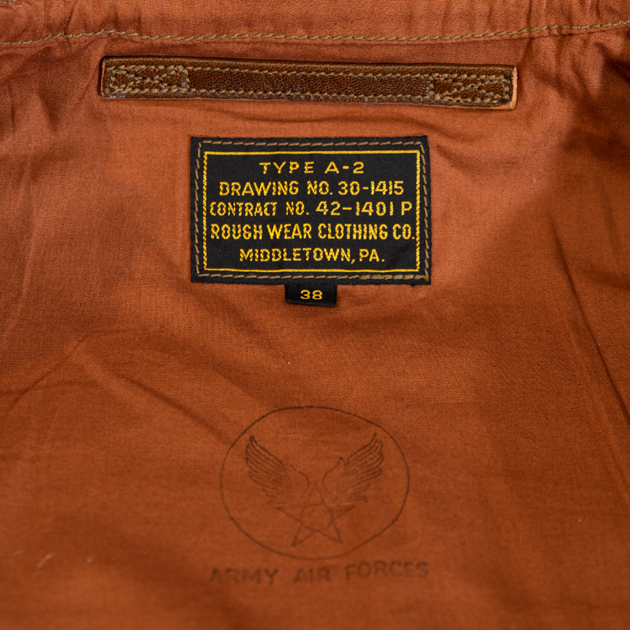 TYPE A-2
DRAWING NO. 30-1415
CONTRACT NO. 42-1401 P
ROUGH WEAR CLOTHING CO.
MIDDLETOWN, PA.
38
ARMY AIR FORCES